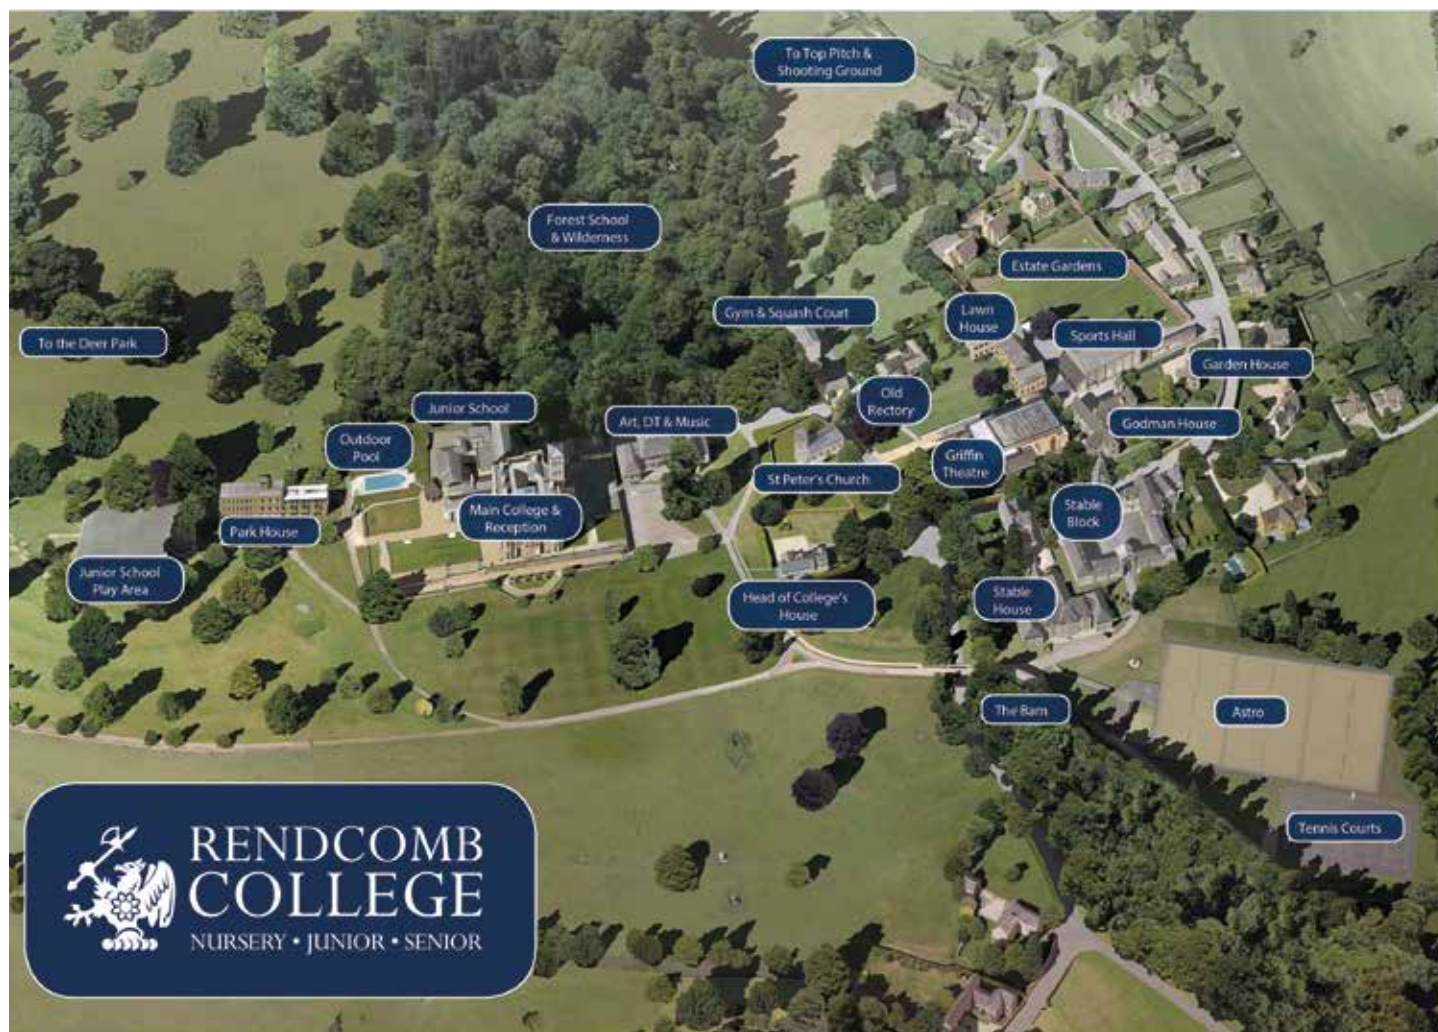 To Top Pitch &
Shooting Ground
Forest School
& Wilderness
Estate Gardens
Gym & Squash Court
Lawn
House
Sports Hall
To the Deer Park
Garden House
Old
Rectory
Junior School
Art, DT & Music
Godman House
Outdoor
Pool
Griffin
Theatre
St Peter's Church
Main College &
Reception
Stable
Block
Park House
Junior School
Play Area
Head of College's
House
Stable
House
The Barn
Astro
Tennis Courts
RENDCOMB
COLLEGE
NURSERY • JUNIOR • SENIOR